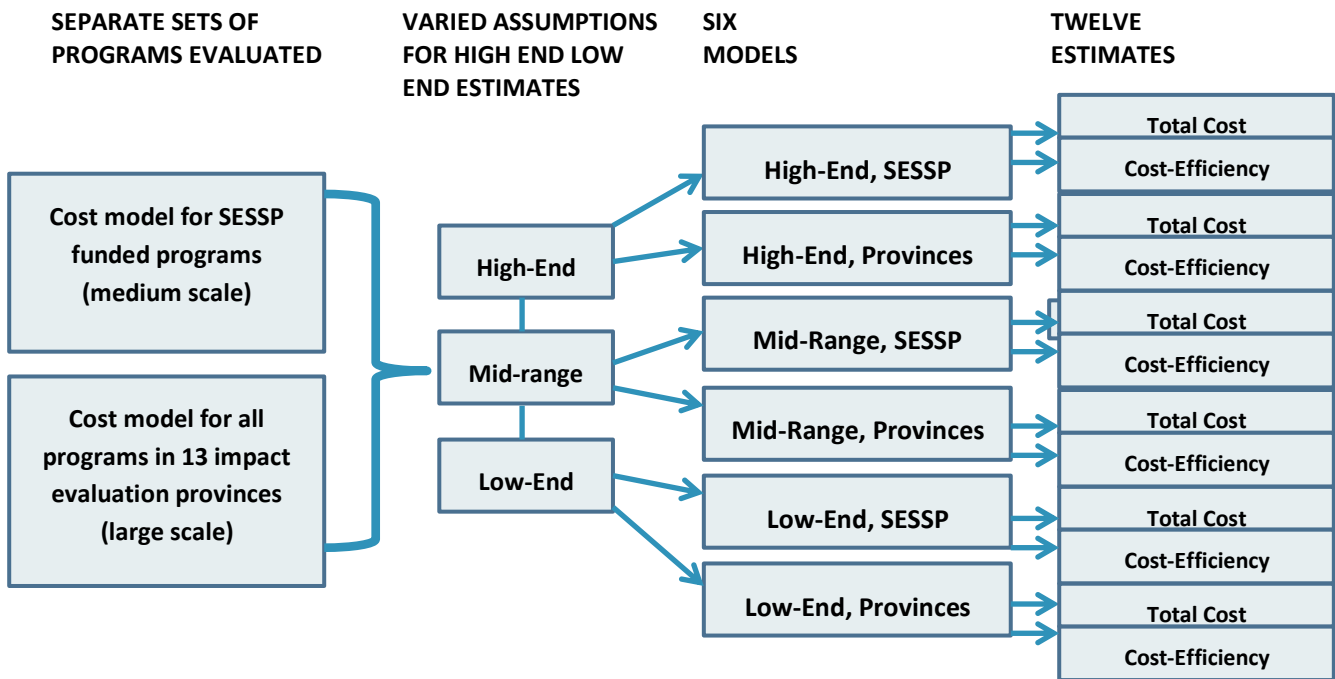 SEPARATE SETS OF
PROGRAMS EVALUATED
VARIED ASSUMPTIONS
FOR HIGH END LOW
END ESTIMATES
SIX
MODELS
TWELVE
ESTIMATES
Cost model for SESSP
funded programs
(medium scale)
Cost model for all
programs in 13 impact
evaluation provinces
(large scale)
High-End
Mid-range
Low-End
High-End, SESSP
High-End, Provinces
Mid-Range, SESSP
Mid-Range, Provinces
Low-End, SESSP
Low-End, Provinces
Total Cost
Cost-Efficiency
Total Cost
Cost-Efficiency
Total Cost
Cost-Efficiency
Total Cost
Cost-Efficiency
Total Cost
Cost-Efficiency
Total Cost
Cost-Efficiency